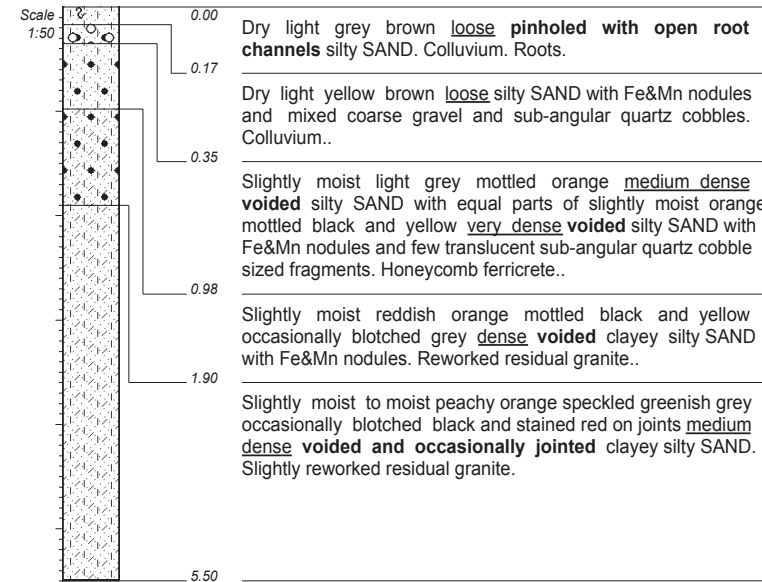 Scale
1:50
0.00
Dry light grey brown loose pinholed with open root
channels silty SAND. Colluvium. Roots.
0.17
Dry light yellow brown loose silty SAND with Fe&Mn nodules
and mixed coarse gravel and sub-angular quartz cobbles.
Colluvium..
0.35
Slightly moist light grey mottled orange medium dense
voided silty SAND with equal parts of slightly moist orange
mottled black and yellow very dense voided silty SAND with
Fe&Mn nodules and few translucent sub-angular quartz cobble
sized fragments. Honeycomb ferricrete..
0.98
Slightly moist reddish orange mottled black and yellow
occasionally blotched grey dense voided clayey silty SAND
with Fe&Mn nodules. Reworked residual granite..
1.90
Slightly moist to moist peachy orange speckled greenish grey
occasionally blotched black and stained red on joints medium
dense voided and occasionally jointed clayey silty SAND.
Slightly reworked residual granite.
5.50